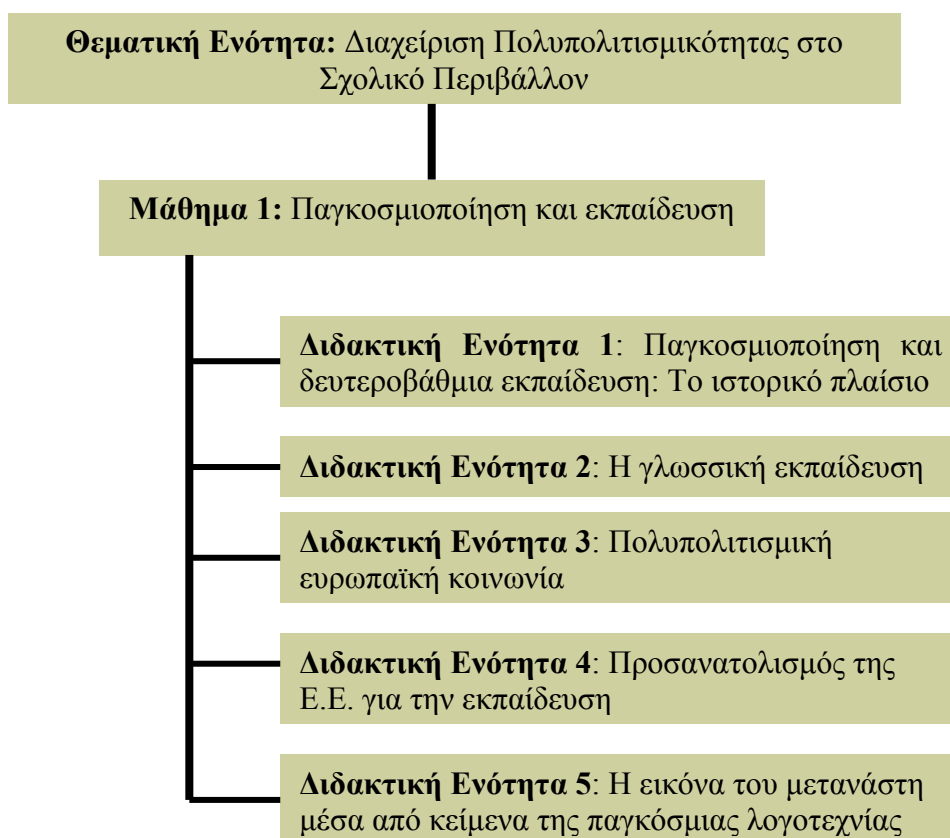 Θεματική Ενότητα: Διαχείριση Πολυπολιτισμικότητας στο
Σχολικό Περιβάλλον
Μάθημα 1: Παγκοσμιοποίηση και εκπαίδευση
Διδακτική Ενότητα 1: Παγκοσμιοποίηση και
δευτεροβάθμια εκπαίδευση: Το ιστορικό πλαίσιο
Διδακτική Ενότητα 2: Η γλωσσική εκπαίδευση
Διδακτική Ενότητα 3: Πολυπολιτισμική
ευρωπαϊκή κοινωνία
Διδακτική Ενότητα 4: Προσανατολισμός της
Ε.Ε. για την εκπαίδευση
Διδακτική Ενότητα 5: Η εικόνα του μετανάστη
μέσα από κείμενα της παγκόσμιας λογοτεχνίας